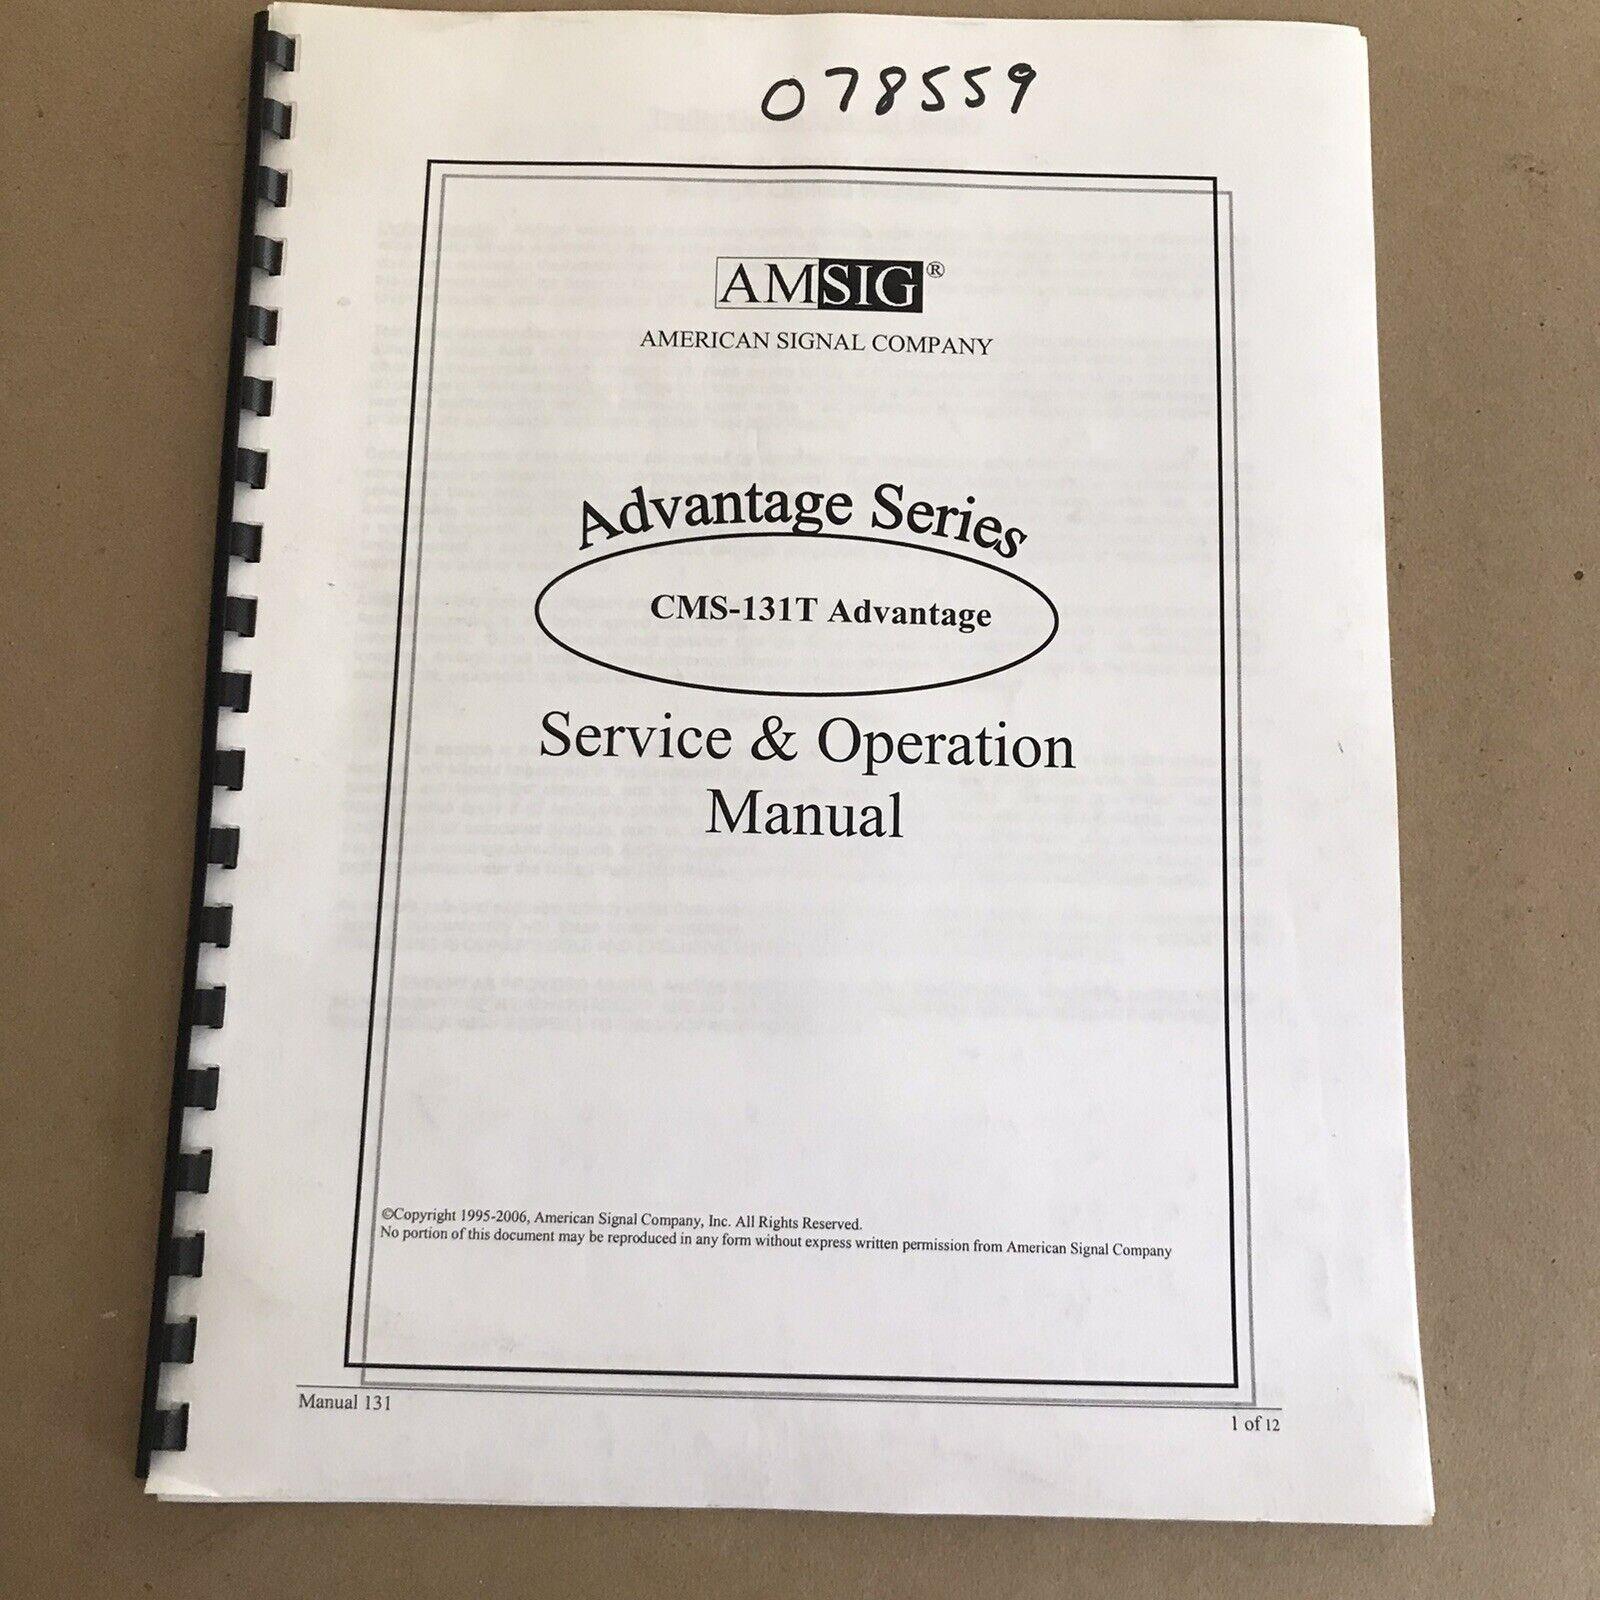 078559
AMSIG®
AMERICAN SIGNAL COMPANY
Advantage Series
CMS-131T Advantage
Service & Operation
Manual
©Copyright 1995-2006, American Signal Company, Inc. All Rights Reserved.
No portion of this document may be reproduced in any form without express written permission from American Signal Company
Manual 131
1 of 12